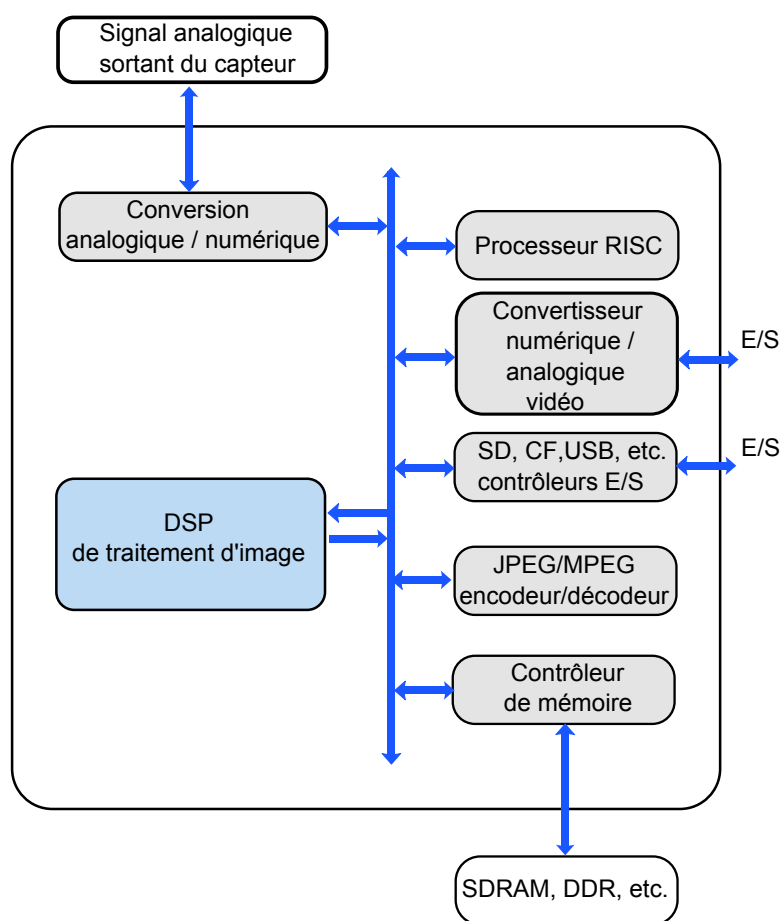 Signal analogique
sortant du capteur
Conversion
analogique / numérique
Processeur RISC
Convertisseur
numérique /
analogique
vidéo
E/S
SD, CF,USB, etc.
contrôleurs E/S
E/S
DSP
de traitement d'image
JPEG/MPEG
encodeur/décodeur
Contrôleur
de mémoire
SDRAM, DDR, etc.